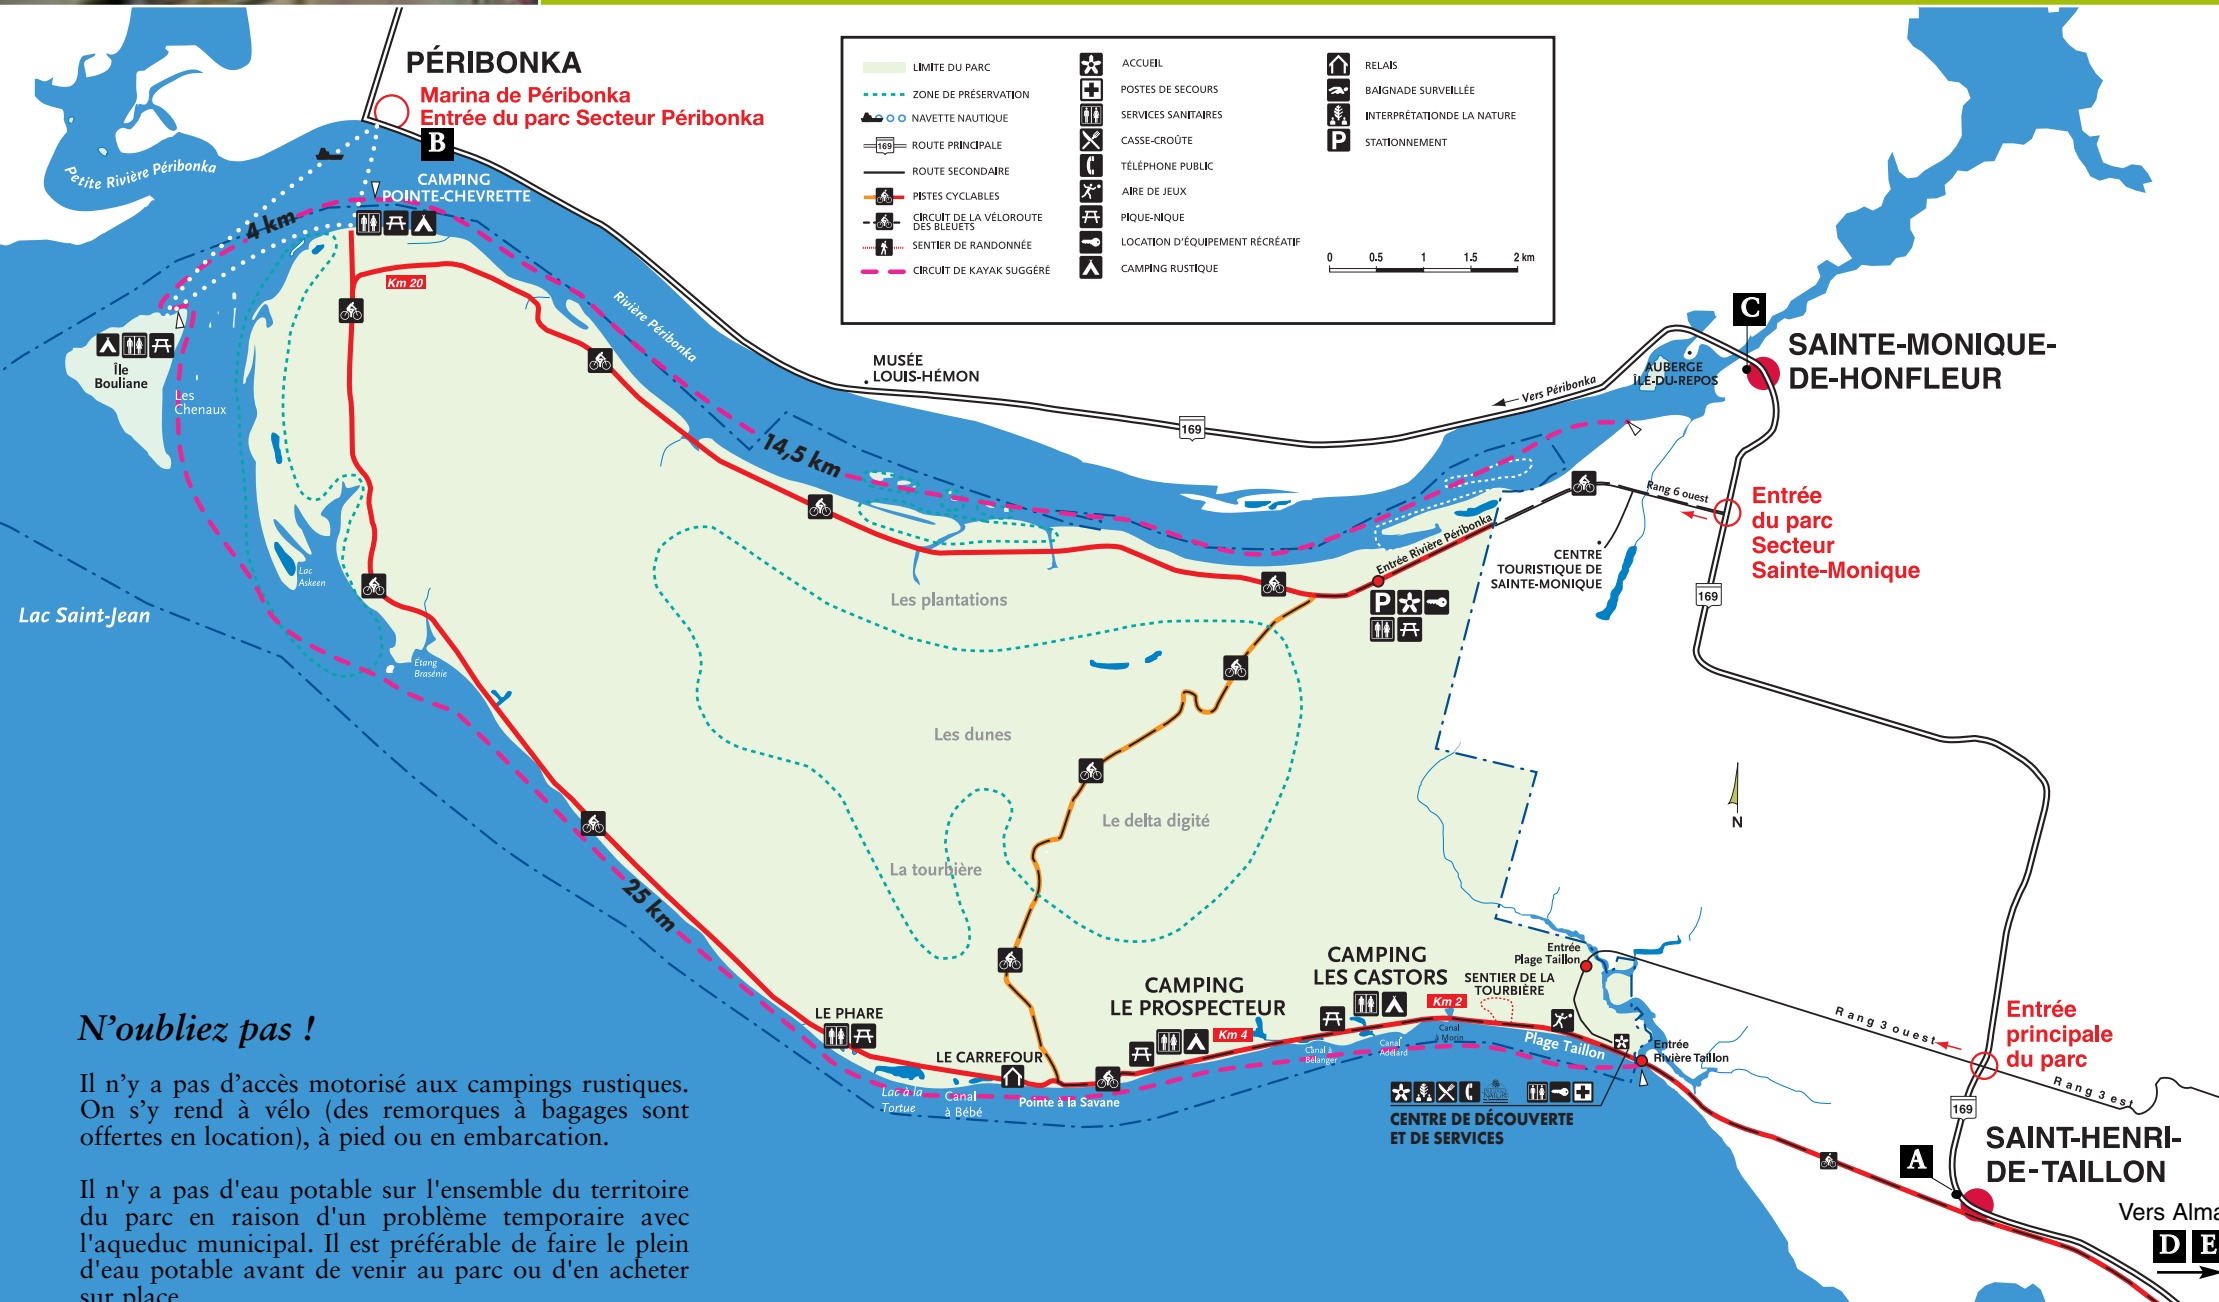 PÉRIBONKA
Marina de Péribonka
Entrée du parc Secteur Péribonka
B
Petite Rivière Péribonka
CAMPING
POINTE-CHEVRETTE
4 km
Km 20
Rivière Péribonka
Île
Bouliane
Les
Chenaux
LIMITE DU PARC
ZONE DE PRÉSERVATION
NAVETTE NAUTIQUE
169
ROUTE PRINCIPALE
ROUTE SECONDAIRE
PISTES CYCLABLES
CIRCUIT DE LA VÉLOROUTE
DES BLEUETS
SENTIER DE RANDONNÉE
CIRCUIT DE KAYAK SUGGÉRÉ
ACCUEIL
POSTES DE SECOURS
SERVICES SANITAIRES
CASSE-CROÛTE
TÉLÉPHONE PUBLIC
AIRE DE JEUX
PIQUE-NIQUE
LOCATION D'ÉQUIPEMENT RÉCRÉATIF
CAMPING RUSTIQUE
RELAIS
BAIGNADE SURVEILLÉE
INTERPRÉTATIONDE LA NATURE
P
STATIONNEMENT
0 0.5 1 1.5 2 km
MUSÉE
LOUIS-HÉMON
169
Vers Péribonka
AUBERGE
ÎLE-DU-REPOS
C
SAINTE-MONIQUE-
DE-HONFLEUR
14,5 km
Rang 6 ouest
Entrée
du parc
Secteur
Sainte-Monique
CENTRE
TOURISTIQUE DE
SAINTE-MONIQUE
169
Entrée Rivière Péribonka
P
Lac
Askeen
Lac Saint-Jean
Étang
Brasénie
Les plantations
Les dunes
Le delta digité
La tourbière
N
25 km
LE PHARE
LE CARREFOUR
Lac à la
Tortue
Canal
à Bébé
Pointe à la Savane
CAMPING
LE PROSPECTEUR
Km 4
CAMPING
LES CASTORS
Km 2
Canal à
Bélanger
Canal
Adélard
Canal
à Morin
SENTIER DE LA
TOURBIÈRE
Entrée
Plage Taillon
Plage Taillon
Entrée
Rivière Taillon
CENTRE DE DÉCOUVERTE
ET DE SERVICES
Rang 3 ouest
Entrée
principale
du parc
Rang 3 est
169
A
SAINT-HENRI-
DE-TAILLON
Vers Alma
D E
N'oubliez pas !
Il n'y a pas d'accès motorisé aux campings rustiques.
On s'y rend à vélo (des remorques à bagages sont
offertes en location), à pied ou en embarcation.
Il n'y a pas d'eau potable sur l'ensemble du territoire
du parc en raison d'un problème temporaire avec
l'aqueduc municipal. Il est préférable de faire le plein
d'eau potable avant de venir au parc ou d'en acheter
sur place.